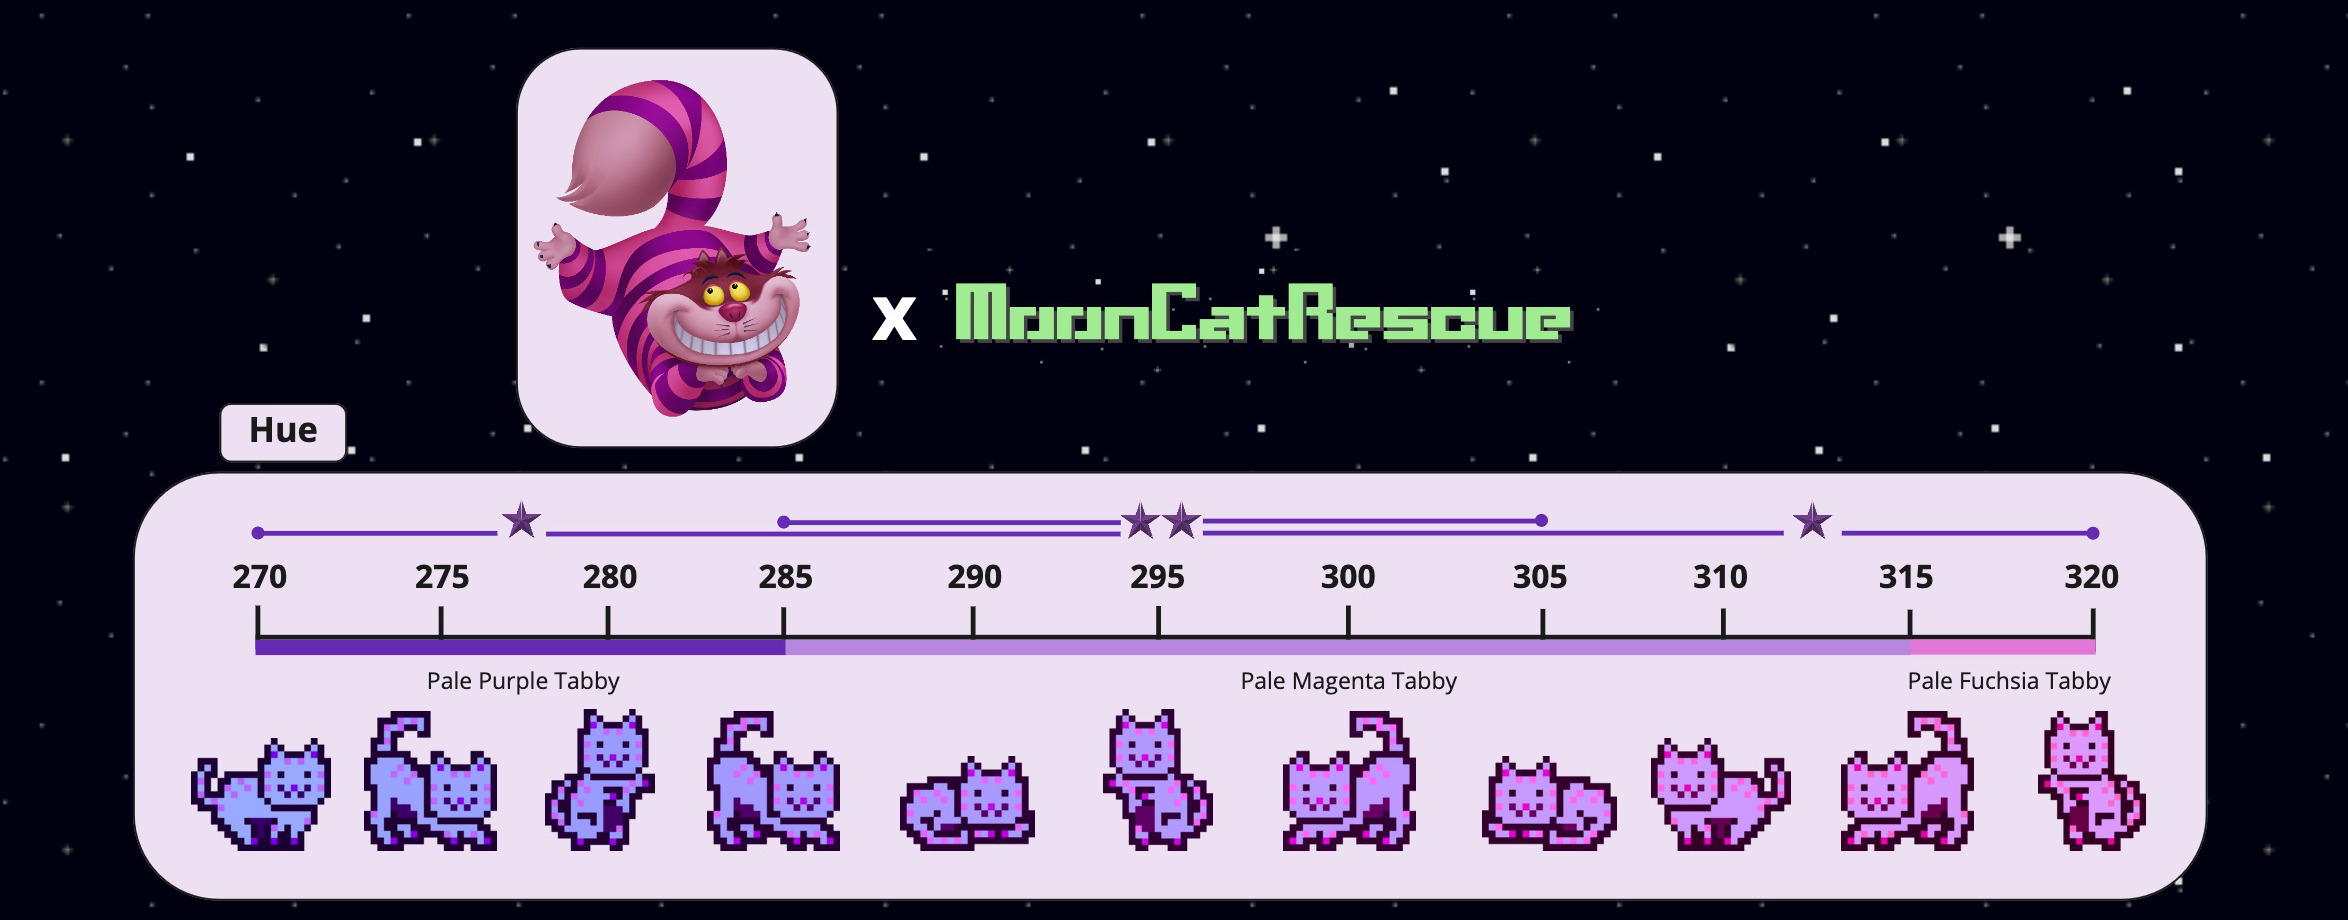 x MoonCatRescue
Hue
270 275 280 285 290 295 300 305 310 315 320
Pale Purple Tabby Pale Magenta Tabby Pale Fuchsia Tabby